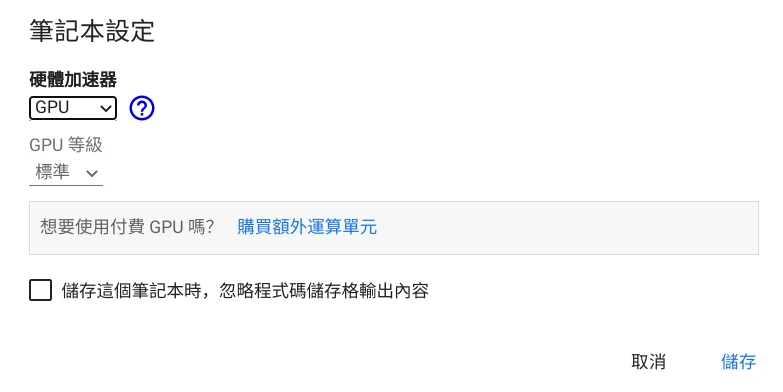 筆記本設定
硬體加速器
GPU
GPU 等級
標準
想要使用付費 GPU 嗎? 購買額外運算單元
儲存這個筆記本時，忽略程式碼儲存格輸出內容
取消 儲存